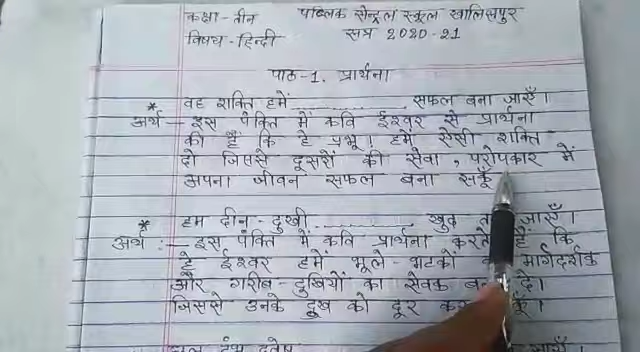 कक्षा - तीन पब्लिक सेन्ट्रल स्कूल खालिसपुर
विषय - हिन्दी सत्र 2020-21
पाठ-1. प्रार्थना
* वह शक्ति हमें ............... सफल बना जाएँ।
अर्थ - इस पंक्ति में कवि ईश्वर से प्रार्थना
की हैं कि हे प्रभू। हमें ऐसी शक्ति
दो जिससे दूसरों की सेवा, परोपकार में
अपना जीवन सफल बना सकूँ
* हम दीन-दुखी ............ जाएँ।
अर्थ :- इस पंक्ति में कवि प्रार्थना करते हैं कि
हे ईश्वर हमें भूले-भटकों मार्गदर्शक
और गरीब-दुखियों का सेवक दे।
जिससे उनके दुख को दूर